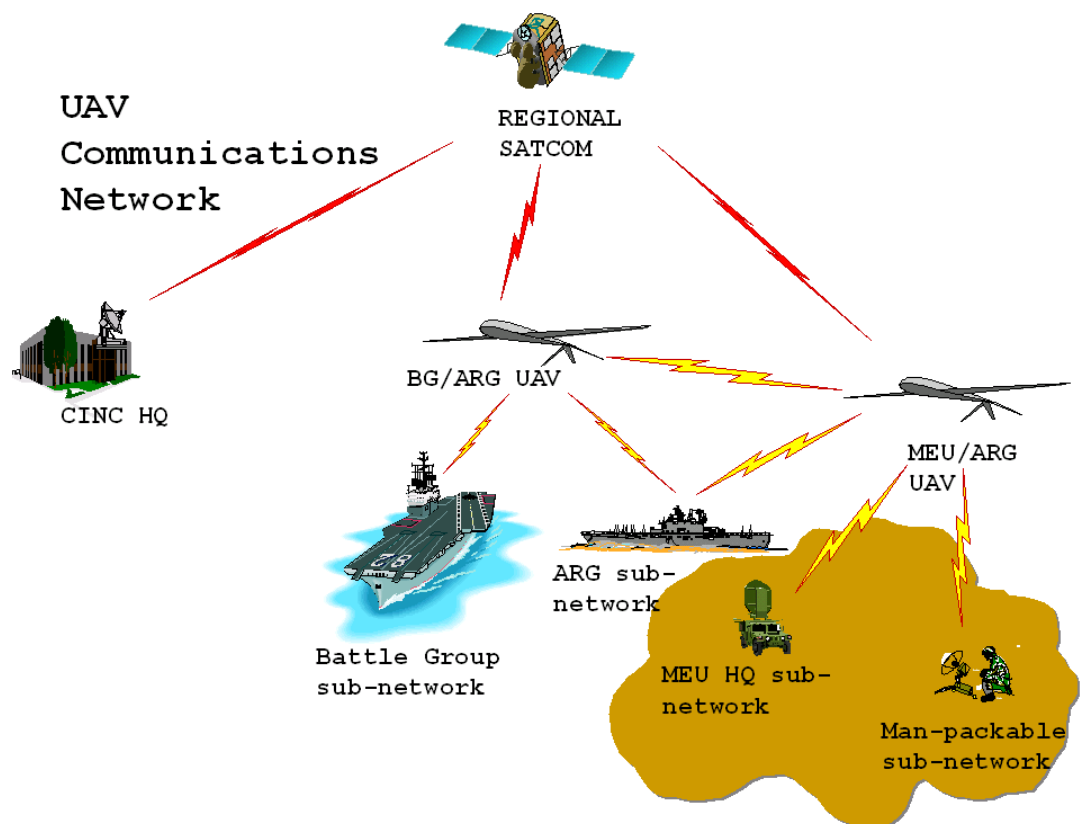 UAV
Communications
Network
REGIONAL
SATCOM
CINC HQ
BG/ARG UAV
MEU/ARG
UAV
ARG sub-
network
Battle Group
sub-network
MEU HQ sub-
network
Man-packable
sub-network